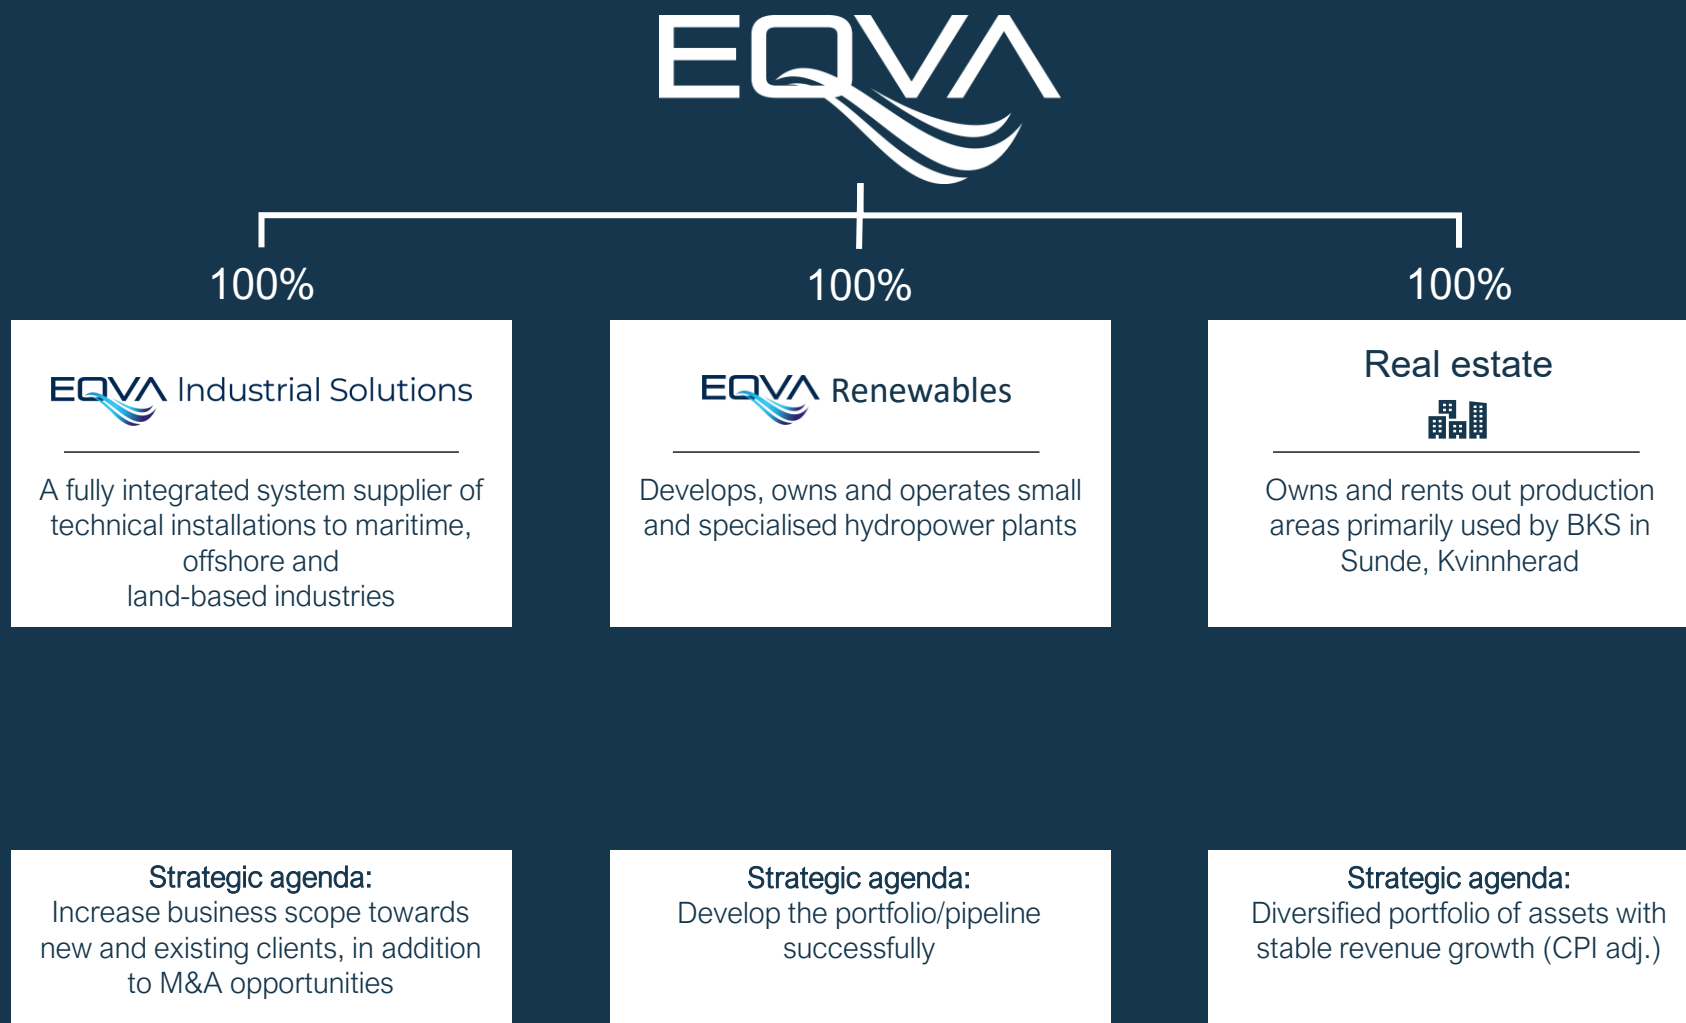 EQVA
100%
100%
100%
EQVA Industrial Solutions
A fully integrated system supplier of
technical installations to maritime,
offshore and
land-based industries
EQVA Renewables
Develops, owns and operates small
and specialised hydropower plants
Real estate
Owns and rents out production
areas primarily used by BKS in
Sunde, Kvinnherad
Strategic agenda:
Increase business scope towards
new and existing clients, in addition
to M&A opportunities
Strategic agenda:
Develop the portfolio/pipeline
successfully
Strategic agenda:
Diversified portfolio of assets with
stable revenue growth (CPI adj.)